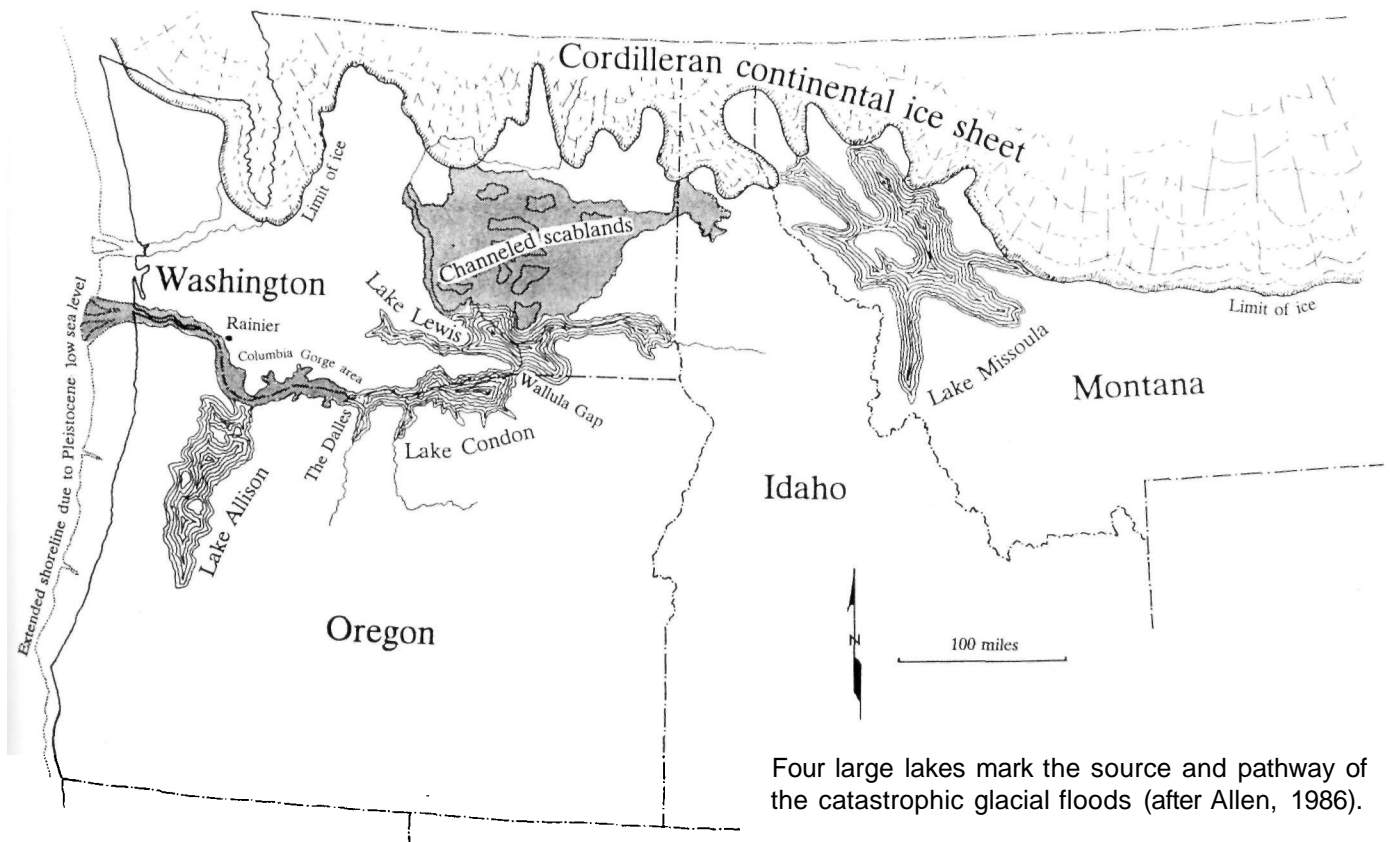 Cordilleran continental ice sheet
Limit of ice
Channeled scablands
Washington
Lake Lewis
Rainier
Columbia Gorge area
Limit of ice
Lake Missoula
Montana
Wallula Gap
The Dalles
Lake Condon
Lake Allison
Idaho
Extended shoreline due to Pleistocene low sea level
Oregon
N
100 miles
Four large lakes mark the source and pathway of
the catastrophic glacial floods (after Allen, 1986).